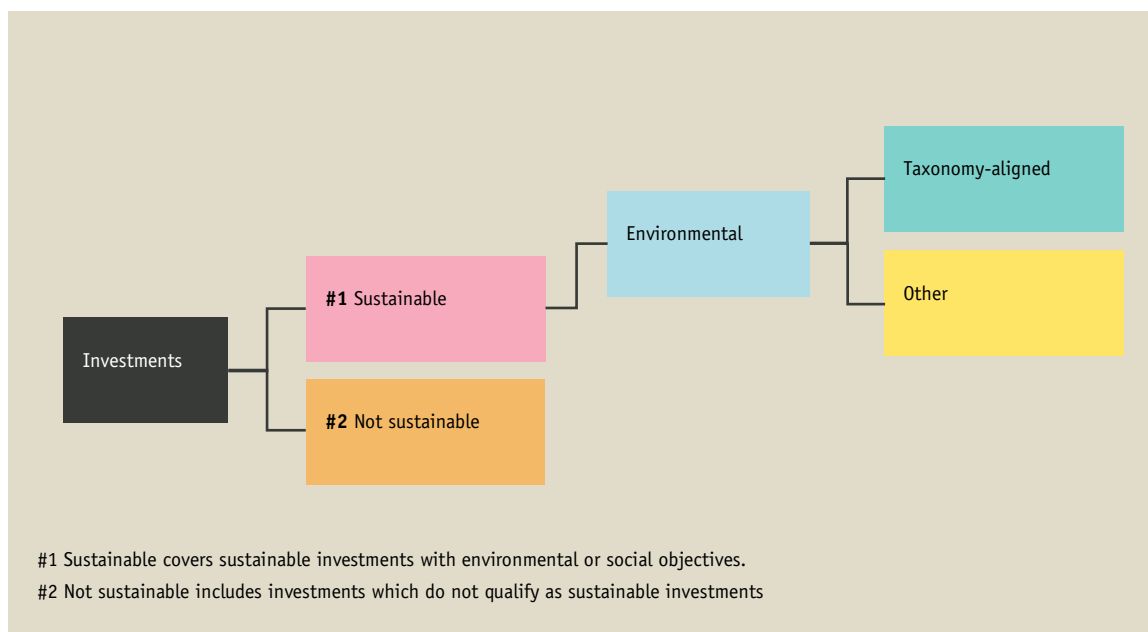 Taxonomy-aligned
Environmental
Other
#1 Sustainable
Investments
#2 Not sustainable
#1 Sustainable covers sustainable investments with environmental or social objectives.
#2 Not sustainable includes investments which do not qualify as sustainable investments